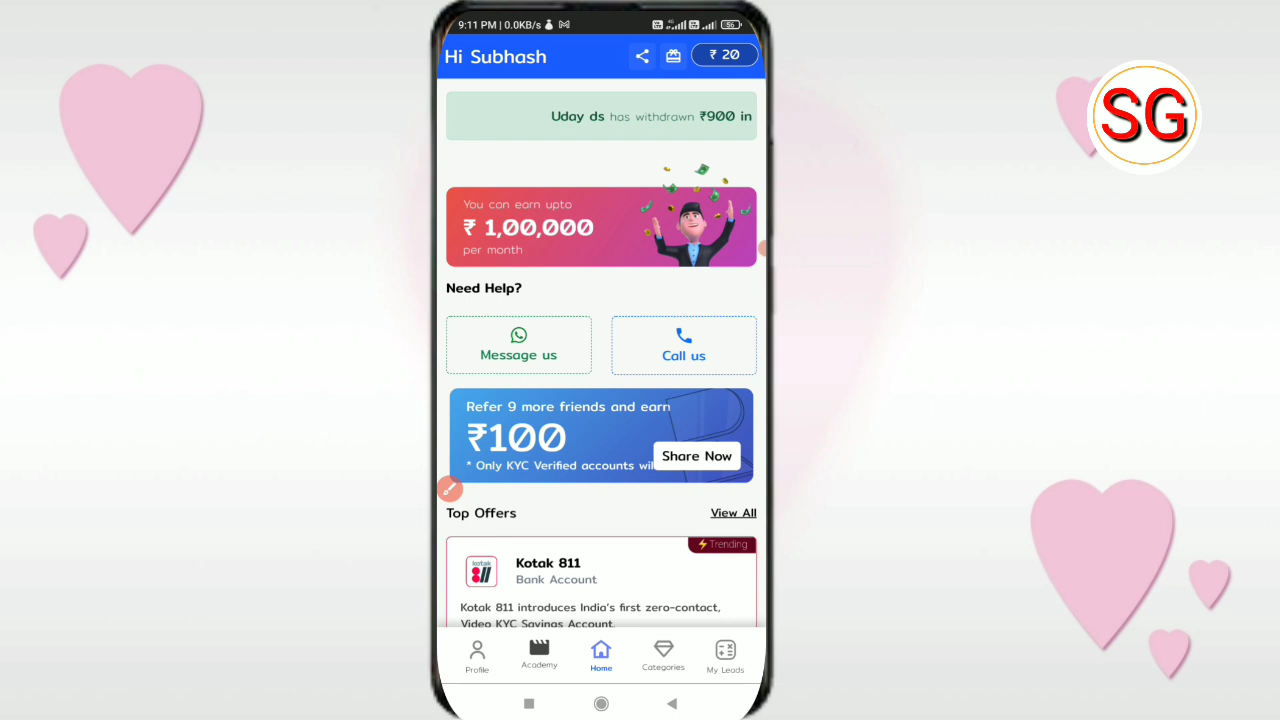 9:11 PM | 0.0KB/s
56
Hi Subhash
₹ 20
SG
Uday ds has withdrawn ₹900 in
You can earn upto
₹ 1,00,000
per month
Need Help?
Message us
Call us
Refer 9 more friends and earn
₹100
* Only KYC Verified accounts wil
Share Now
Top Offers
View All
Trending
kotak
811
Kotak 811
Bank Account
Kotak 811 introduces India's first zero-contact,
Video KYC Savings Account.
Profile
Academy
Home
Categories
My Leads